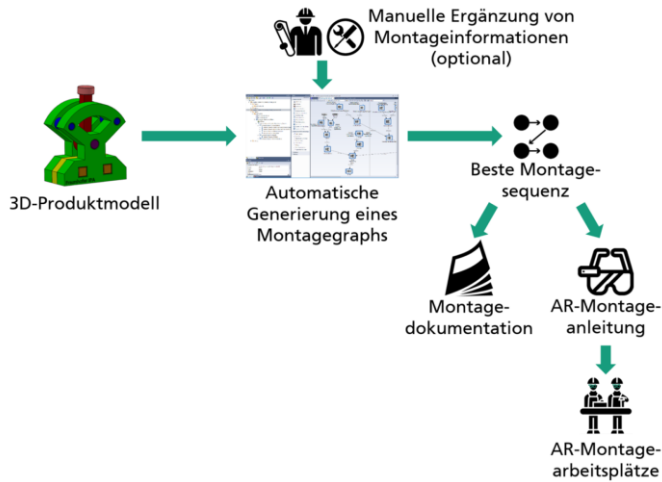 Manuelle Ergänzung von
Montageinformationen
(optional)
3D-Produktmodell
Automatische
Generierung eines
Montagegraphs
Beste Montage-
sequenz
Montage-
dokumentation
AR-Montage-
anleitung
AR-Montage-
arbeitsplätze